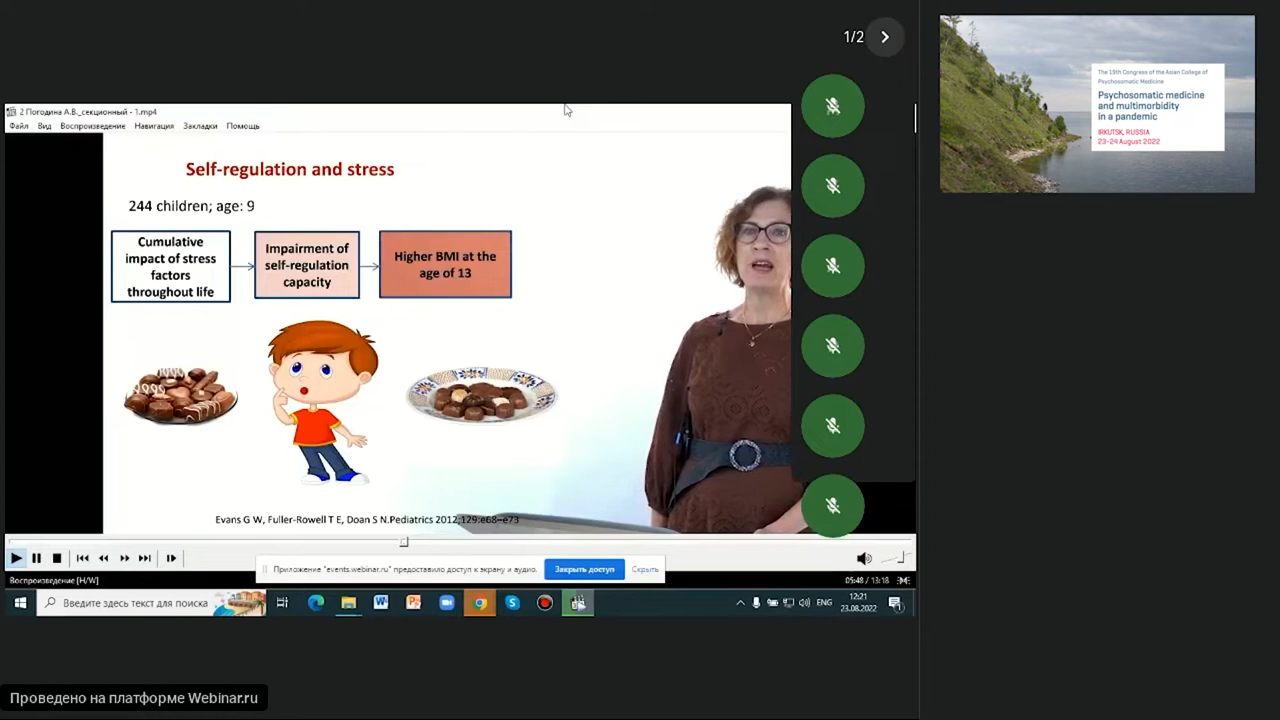 1/2
2 Погодина А.В._секционный - 1.mp4
Файл Вид Воспроизведение Навигация Закладки Помощь
Self-regulation and stress
244 children; age: 9
Cumulative
impact of stress
factors
throughout life
Impairment of
self-regulation
capacity
Higher BMI at the
age of 13
Evans G W, Fuller-Rowell T E, Doan S N.Pediatrics 2012;129:e68–e73
Приложение "events.webinar.ru" предоставило доступ к экрану и аудио.
Закрыть доступ
Скрыть
Воспроизведение [H/W]
05:48 / 13:18
Введите здесь текст для поиска
ENG
12:21
23.08.2022
The 19th Congress of the Asian College of
Psychosomatic Medicine
Psychosomatic medicine
and multimorbidity
in a pandemic
IRKUTSK, RUSSIA
23-24 August 2022
Проведено на платформе Webinar.ru